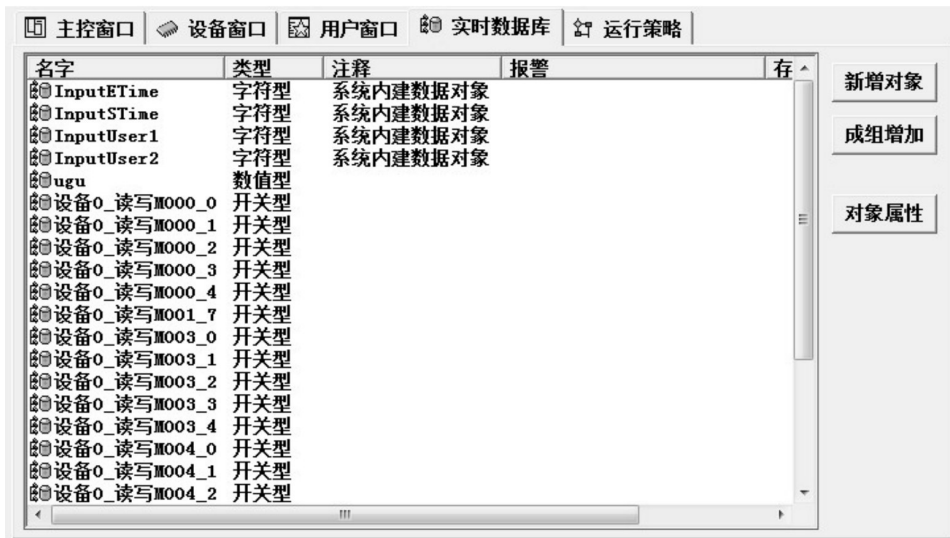 主控窗口 设备窗口 用户窗口 实时数据库 运行策略
名字 类型 注释 报警 存
InputETime 字符型 系统内建数据对象
InputSTime 字符型 系统内建数据对象
InputUser1 字符型 系统内建数据对象
InputUser2 字符型 系统内建数据对象
ugu 数值型
设备0_读写M000_0 开关型
设备0_读写M000_1 开关型
设备0_读写M000_2 开关型
设备0_读写M000_3 开关型
设备0_读写M000_4 开关型
设备0_读写M001_7 开关型
设备0_读写M003_0 开关型
设备0_读写M003_1 开关型
设备0_读写M003_2 开关型
设备0_读写M003_3 开关型
设备0_读写M003_4 开关型
设备0_读写M004_0 开关型
设备0_读写M004_1 开关型
设备0_读写M004_2 开关型
新增对象
成组增加
对象属性